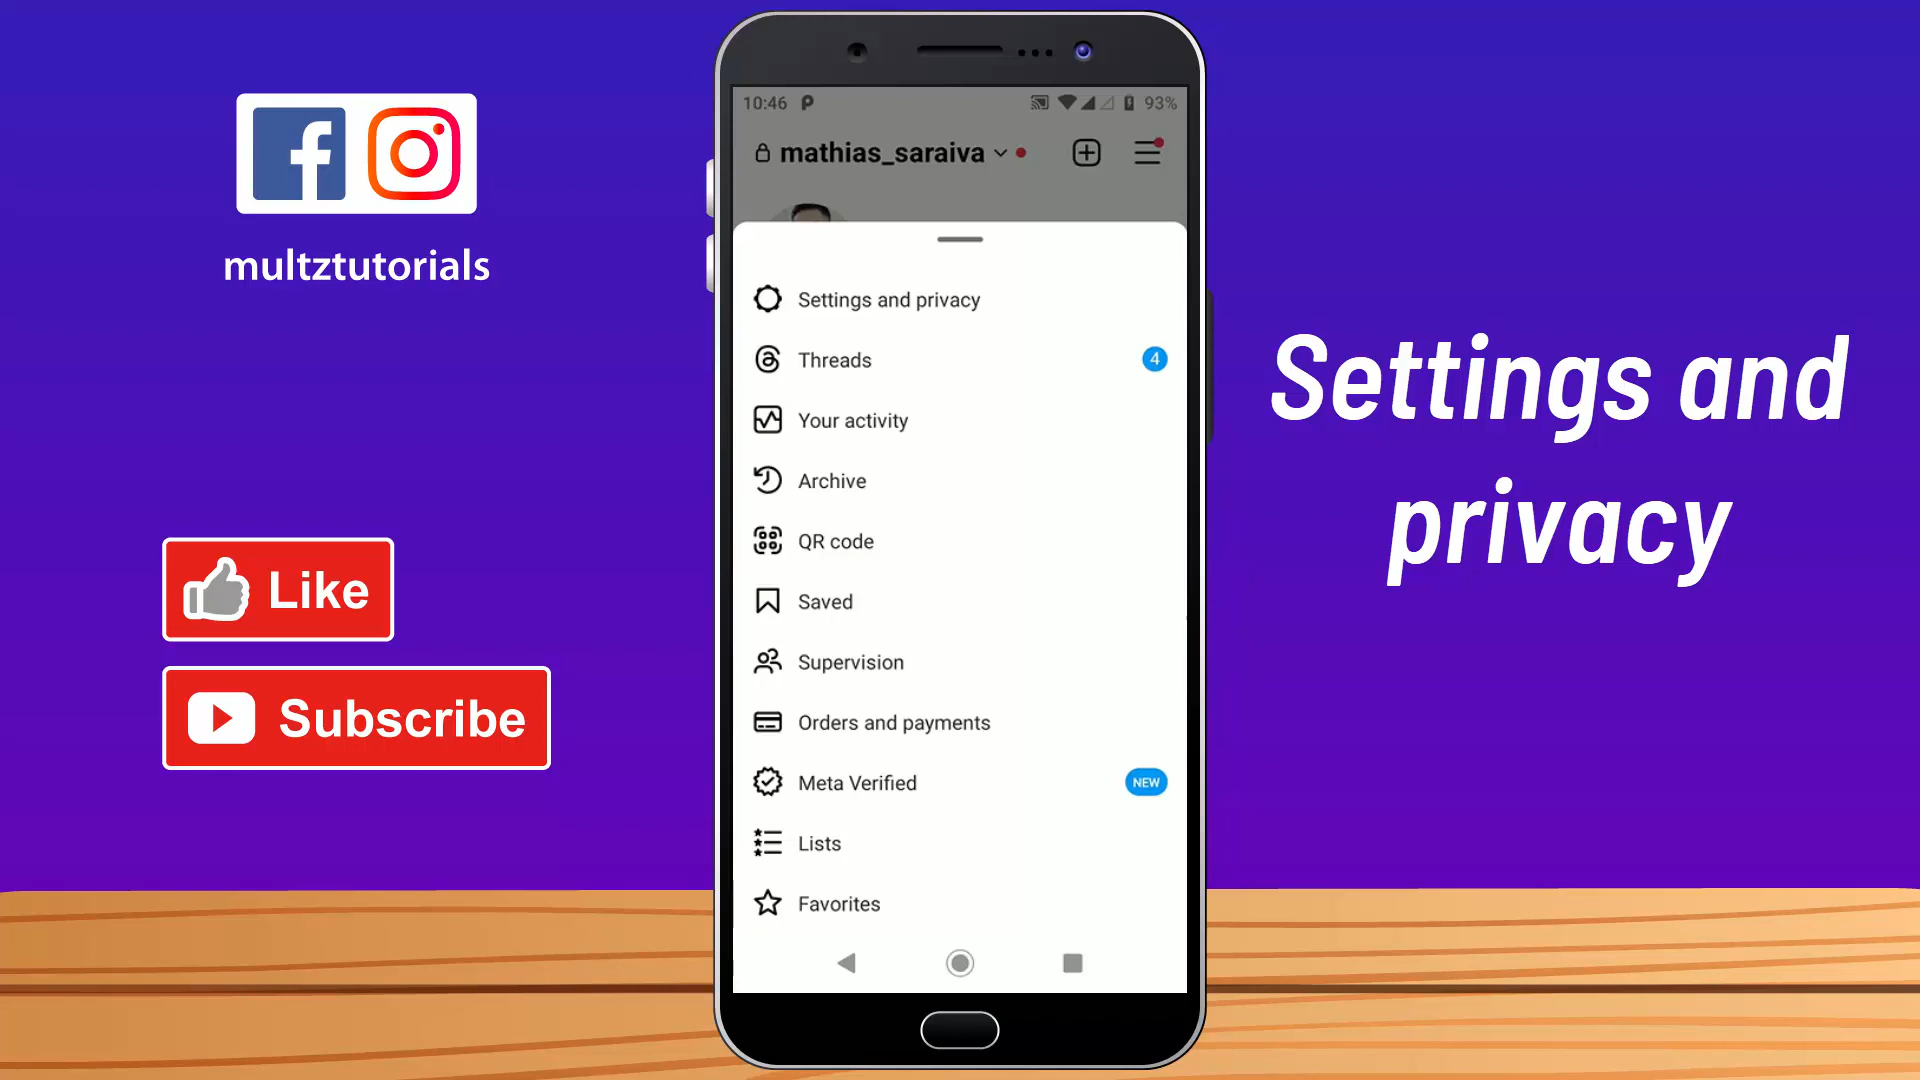 multztutorials
Like
Subscribe
10:46
93%
mathias_saraiva
Settings and privacy
Threads
4
Your activity
Archive
QR code
Saved
Supervision
Orders and payments
Meta Verified
NEW
Lists
Favorites
Settings and
privacy